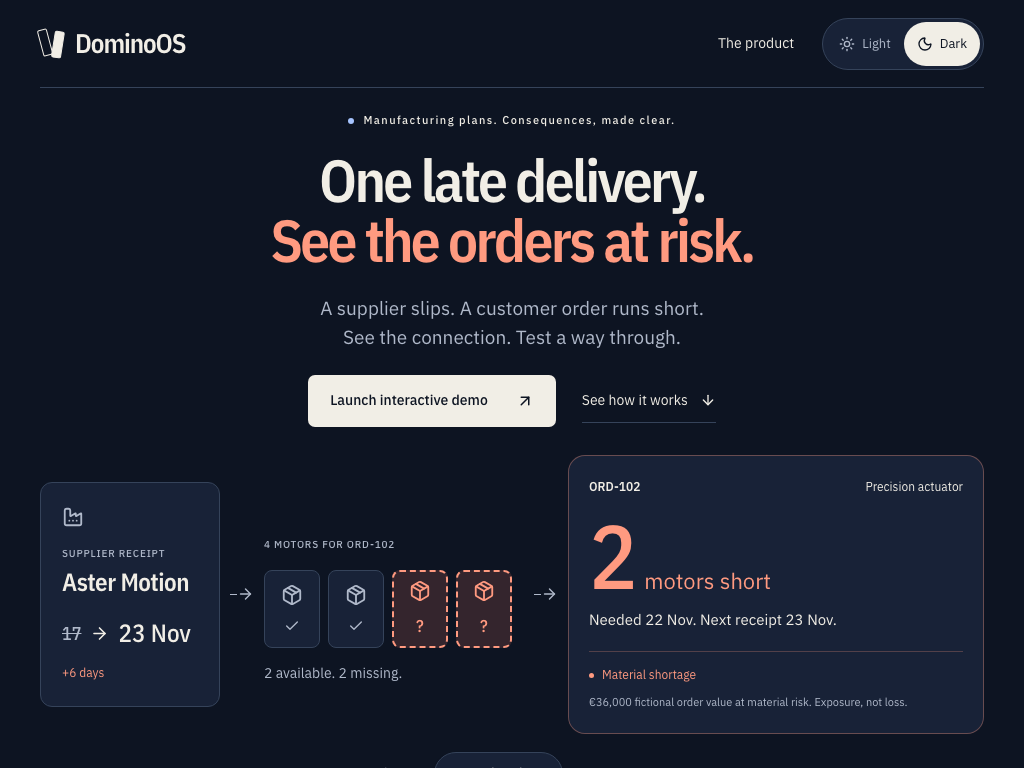 DominoOS
The product
Light
Dark
Manufacturing plans. Consequences, made clear.
One late delivery.
See the orders at risk.
A supplier slips. A customer order runs short.
See the connection. Test a way through.
Launch interactive demo
See how it works
SUPPLIER RECEIPT
Aster Motion
17 → 23 Nov
+6 days
4 MOTORS FOR ORD-102
? ?
2 available. 2 missing.
ORD-102
Precision actuator
2 motors short
Needed 22 Nov. Next receipt 23 Nov.
Material shortage
€36,000 fictional order value at material risk. Exposure, not loss.